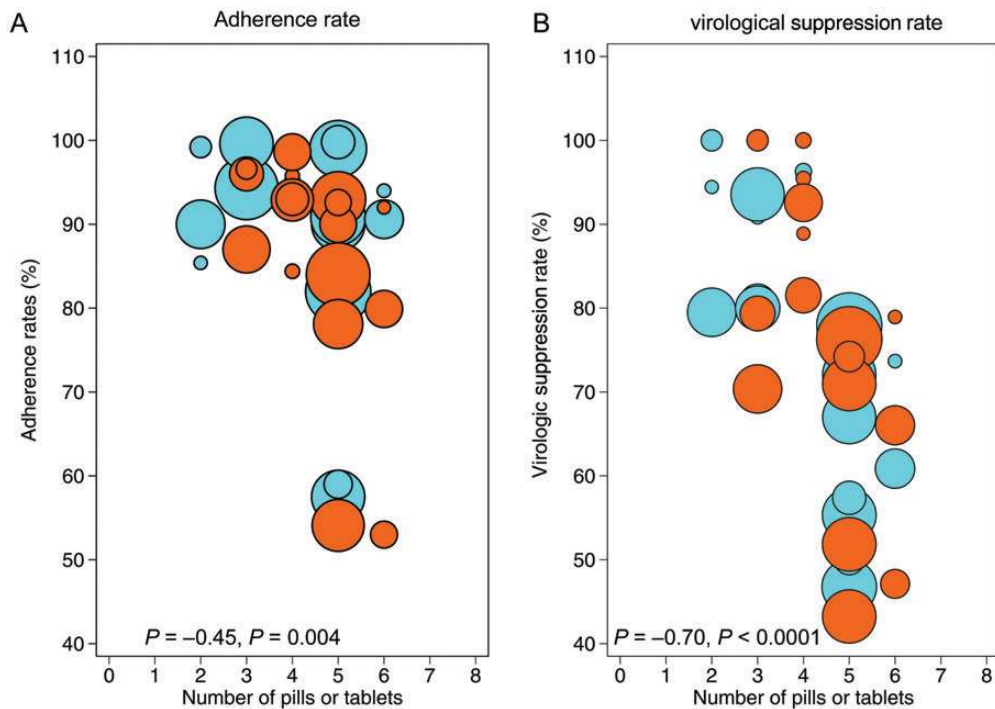 A
Adherence rate
110
100
90
80
70
60
50
40
Adherence rates (%)
P = –0.45, P = 0.004
0 1 2 3 4 5 6 7 8
Number of pills or tablets
B
virological suppression rate
110
100
90
80
70
60
50
40
Virologic suppression rate (%)
P = –0.70, P < 0.0001
0 1 2 3 4 5 6 7 8
Number of pills or tablets